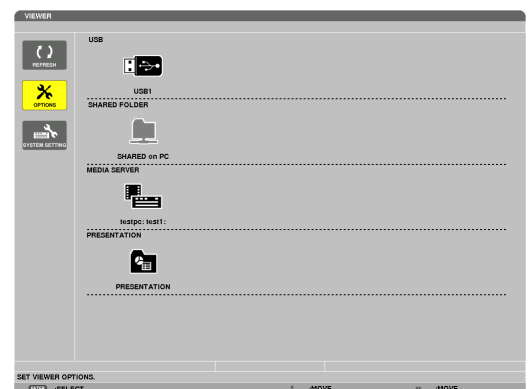 VIEWER
REFRESH
OPTIONS
SYSTEM SETTING
USB
USB1
SHARED FOLDER
SHARED on PC
MEDIA SERVER
testpc: test1:
PRESENTATION
PRESENTATION
SET VIEWER OPTIONS.
ENTER :SELECT :MOVE :MOVE